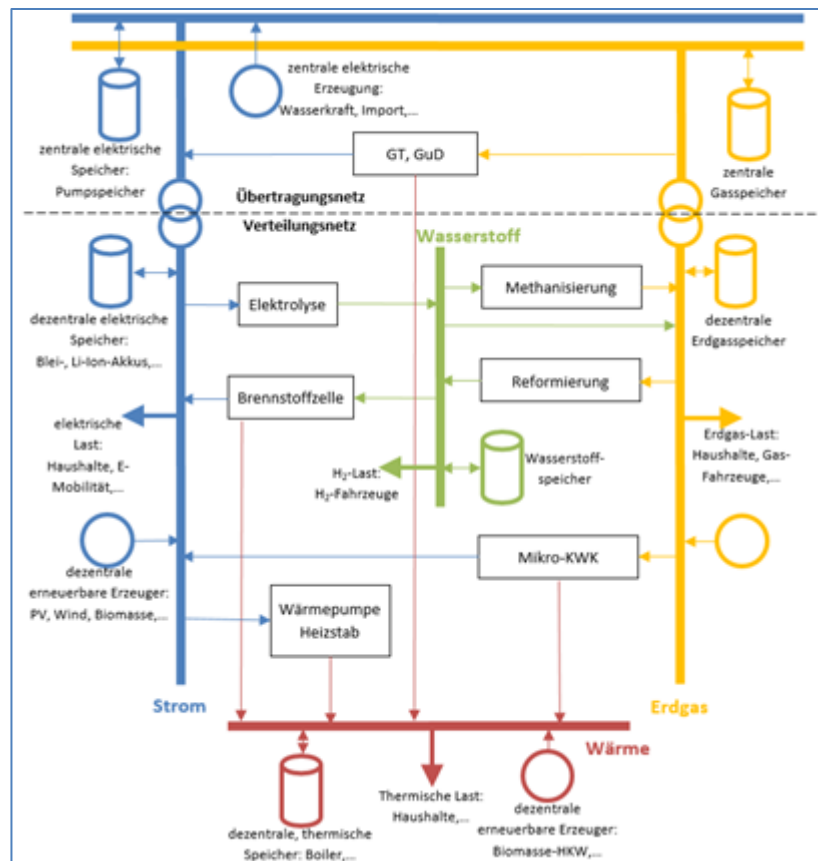 zentrale elektrische
Erzeugung:
Wasserkraft, Import,...
zentrale elektrische
Speicher:
Pumpspeicher
GT, GuD
zentrale
Gasspeicher
Übertragungsnetz
Verteilungsnetz
Wasserstoff
Elektrolyse
Methanisierung
dezentrale elektrische
Speicher:
Blei-, Li-Ion-Akkus,...
dezentrale
Erdgasspeicher
Brennstoffzelle
Reformierung
elektrische
Last:
Haushalte, E-
Mobilität,...
Erdgas-Last:
Haushalte, Gas-
Fahrzeuge,...
H₂-Last:
H₂-Fahrzeuge
Wasserstoff-
speicher
Mikro-KWK
dezentrale
erneuerbare Erzeuger:
PV, Wind, Biomasse,...
Wärmepumpe
Heizstab
Strom
Erdgas
Wärme
dezentrale, thermische
Speicher: Boiler,...
Thermische Last:
Haushalte,...
dezentrale
erneuerbare Erzeuger:
Biomasse-HKW,...